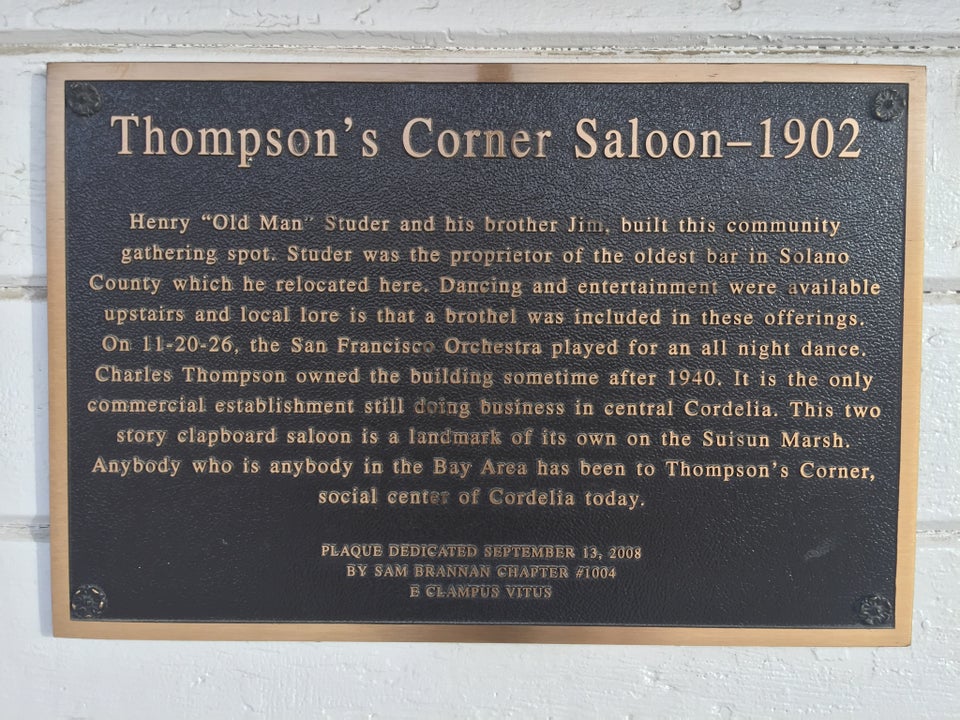 Thompson's Corner Saloon–1902
Henry "Old Man" Studer and his brother Jim, built this community
gathering spot. Studer was the proprietor of the oldest bar in Solano
County which he relocated here. Dancing and entertainment were available
upstairs and local lore is that a brothel was included in these offerings.
On 11-20-26, the San Francisco Orchestra played for an all night dance.
Charles Thompson owned the building sometime after 1940. It is the only
commercial establishment still doing business in central Cordelia. This two
story clapboard saloon is a landmark of its own on the Suisun Marsh.
Anybody who is anybody in the Bay Area has been to Thompson's Corner,
social center of Cordelia today.
PLAQUE DEDICATED SEPTEMBER 13, 2008
BY SAM BRANNAN CHAPTER #1004
E CLAMPUS VITUS